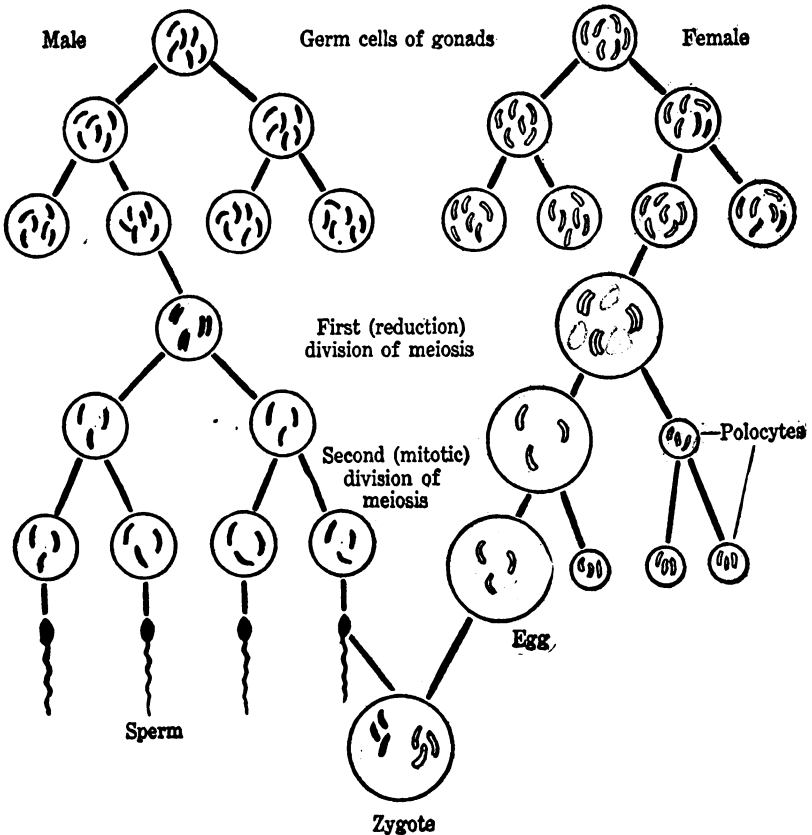 Male
Germ cells of gonads
Female
First (reduction)
division of meiosis
Polocytes
Second (mitotic)
division of
meiosis
Egg
Sperm
Zygote